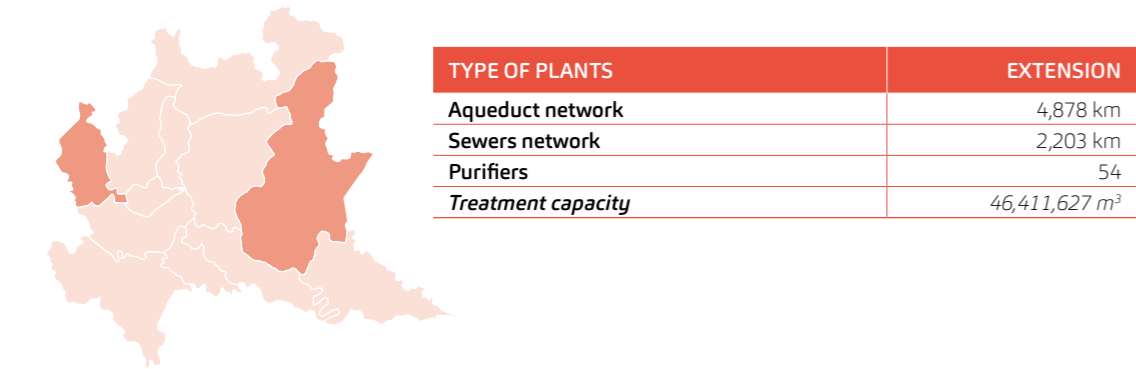 TYPE OF PLANTS EXTENSION
Aqueduct network 4,878 km
Sewers network 2,203 km
Purifiers 54
Treatment capacity 46,411,627 m³